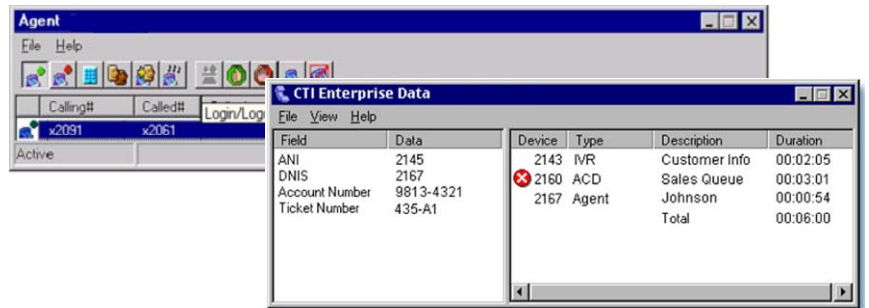 Agent
File Help
Calling# Called#
Login/Log
x2091 x2061
Active
CTI Enterprise Data
File View Help
Field Data
ANI 2145
DNIS 2167
Account Number 9813-4321
Ticket Number 435-A1
Device Type Description Duration
2143 IVR Customer Info 00:02:05
2160 ACD Sales Queue 00:03:01
2167 Agent Johnson 00:00:54
Total 00:06:00